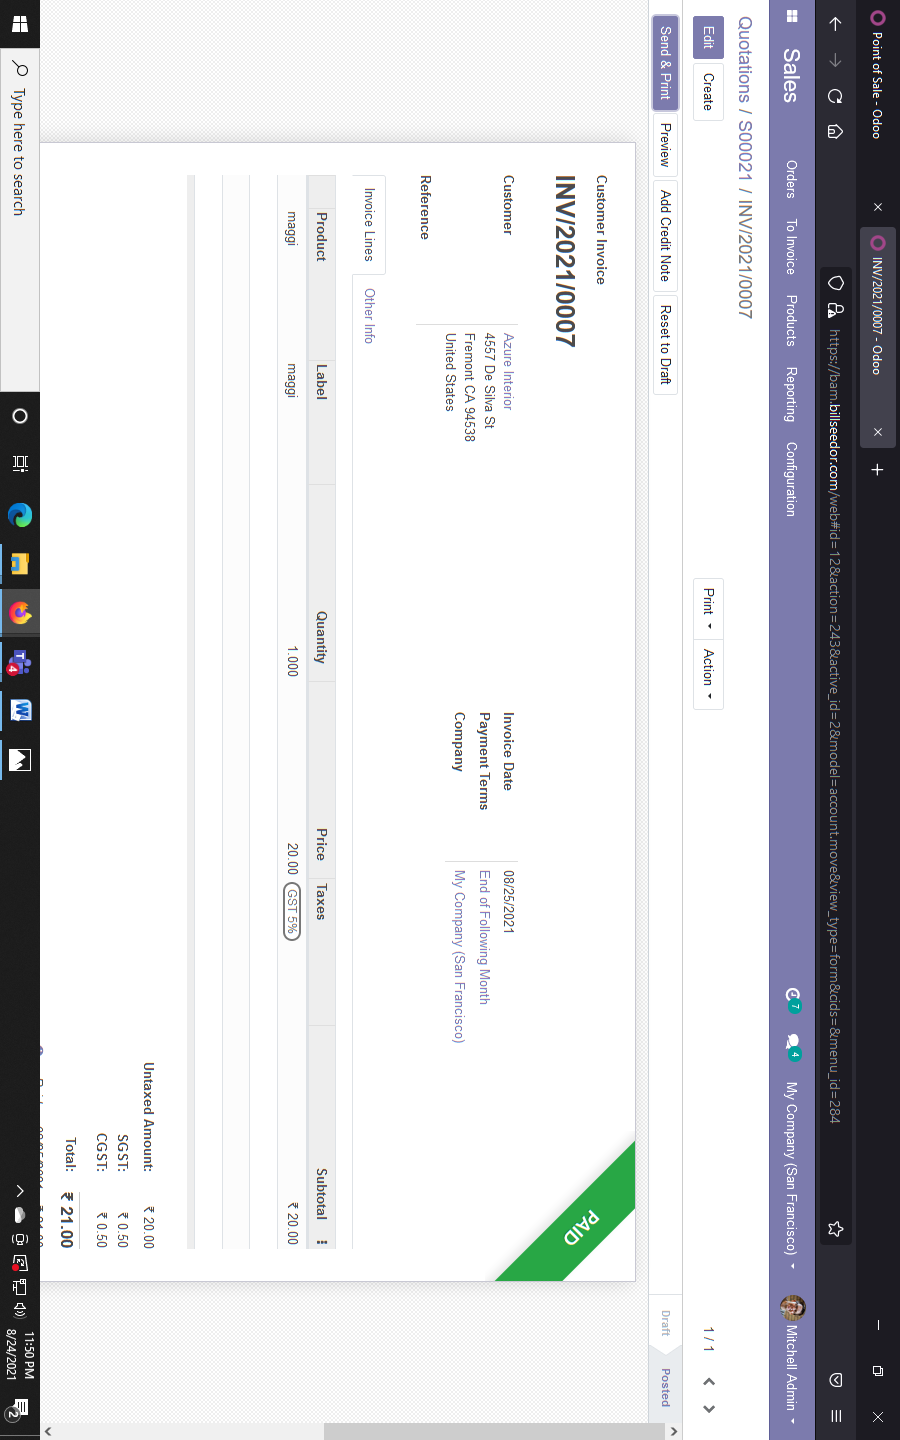 Point of Sale - Odoo
INV/2021/0007 - Odoo
https://bam.billseedor.com/web#id=12&action=243&active_id=2&model=account.move&view_type=form&cids=&menu_id=284
Sales Orders To Invoice Products Reporting Configuration 7 4 My Company (San Francisco) Mitchell Admin
Quotations / S00021 / INV/2021/0007
Edit Create Print Action 1 / 1
Send & Print Preview Add Credit Note Reset to Draft Draft Posted
PAID
Customer Invoice
INV/2021/0007
Customer Azure Interior
4557 De Silva St
Fremont CA 94538
United States
Reference
Invoice Date 08/25/2021
Payment Terms End of Following Month
Company My Company (San Francisco)
Invoice Lines Other Info
Product Label Quantity Price Taxes Subtotal
maggi maggi 1.000 20.00 GST 5% ₹ 20.00
Untaxed Amount: ₹ 20.00
SGST: ₹ 0.50
CGST: ₹ 0.50
Total: ₹ 21.00
Type here to search
4
11:50 PM
8/24/2021
2